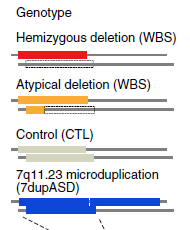 Genotype
Hemizygous deletion (WBS)
Atypical deletion (WBS)
Control (CTL)
7q11.23 microduplication
(7dupASD)